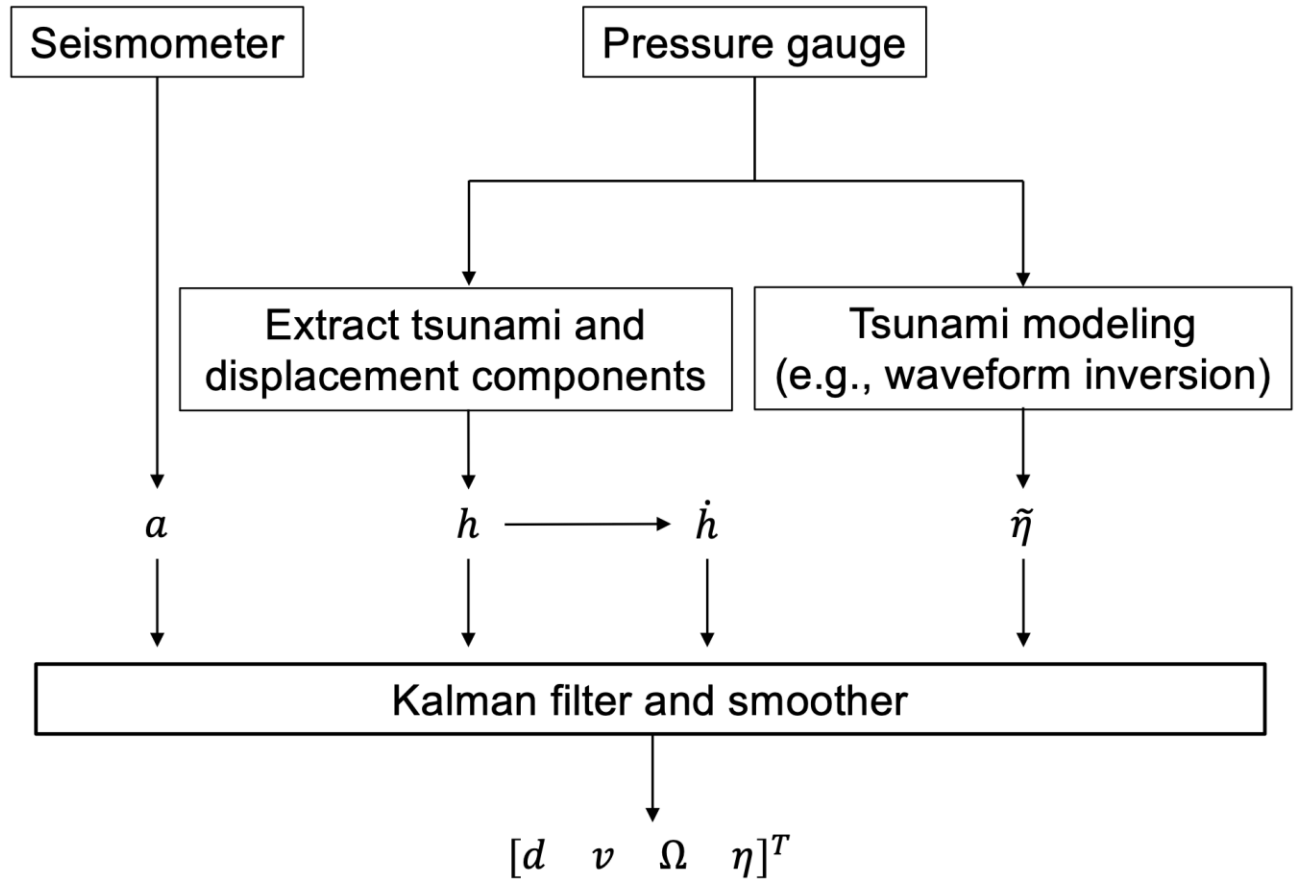 Seismometer
Pressure gauge
Extract tsunami and
displacement components
Tsunami modeling
(e.g., waveform inversion)
a
h
ḣ
η̃
Kalman filter and smoother
[d v Ω η]ᵀ